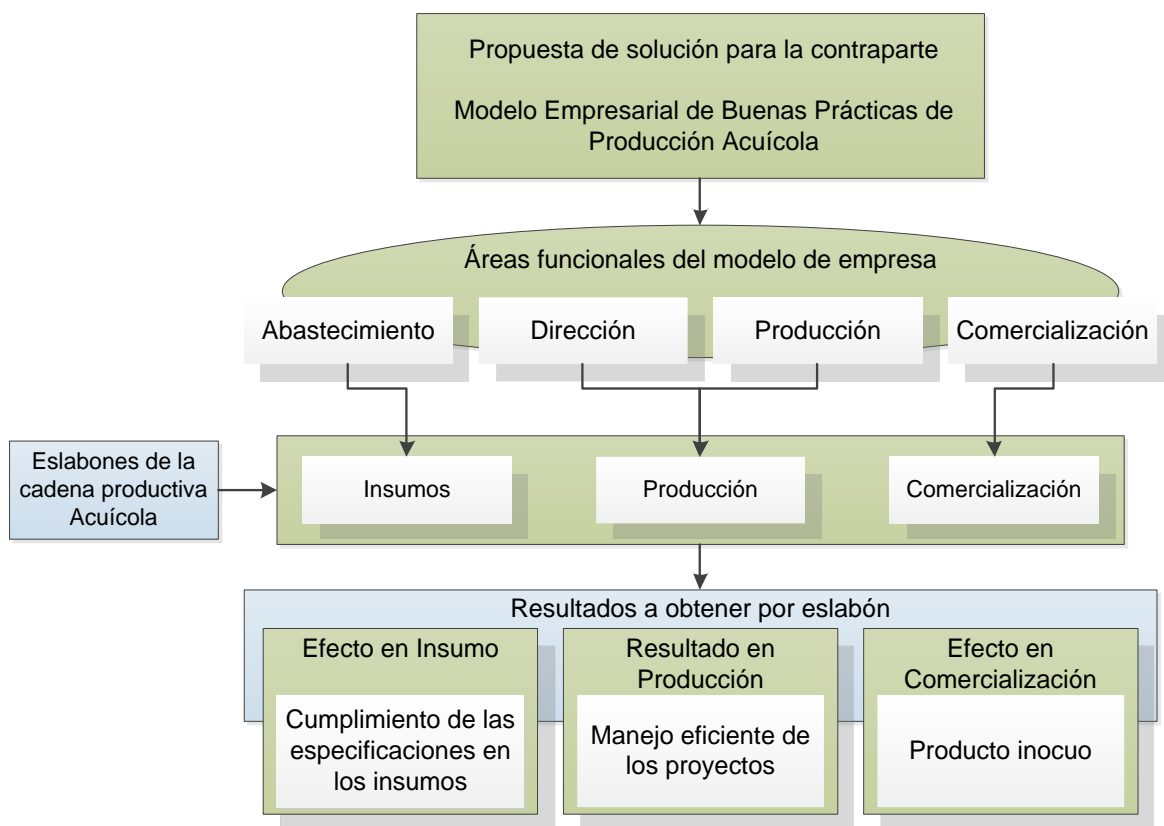 Propuesta de solución para la contraparte
Modelo Empresarial de Buenas Prácticas de
Producción Acuícola
Áreas funcionales del modelo de empresa
Abastecimiento
Dirección
Producción
Comercialización
Eslabones de la
cadena productiva
Acuícola
Insumos
Producción
Comercialización
Resultados a obtener por eslabón
Efecto en Insumo
Cumplimiento de las
especificaciones en
los insumos
Resultado en
Producción
Manejo eficiente de
los proyectos
Efecto en
Comercialización
Producto inocuo